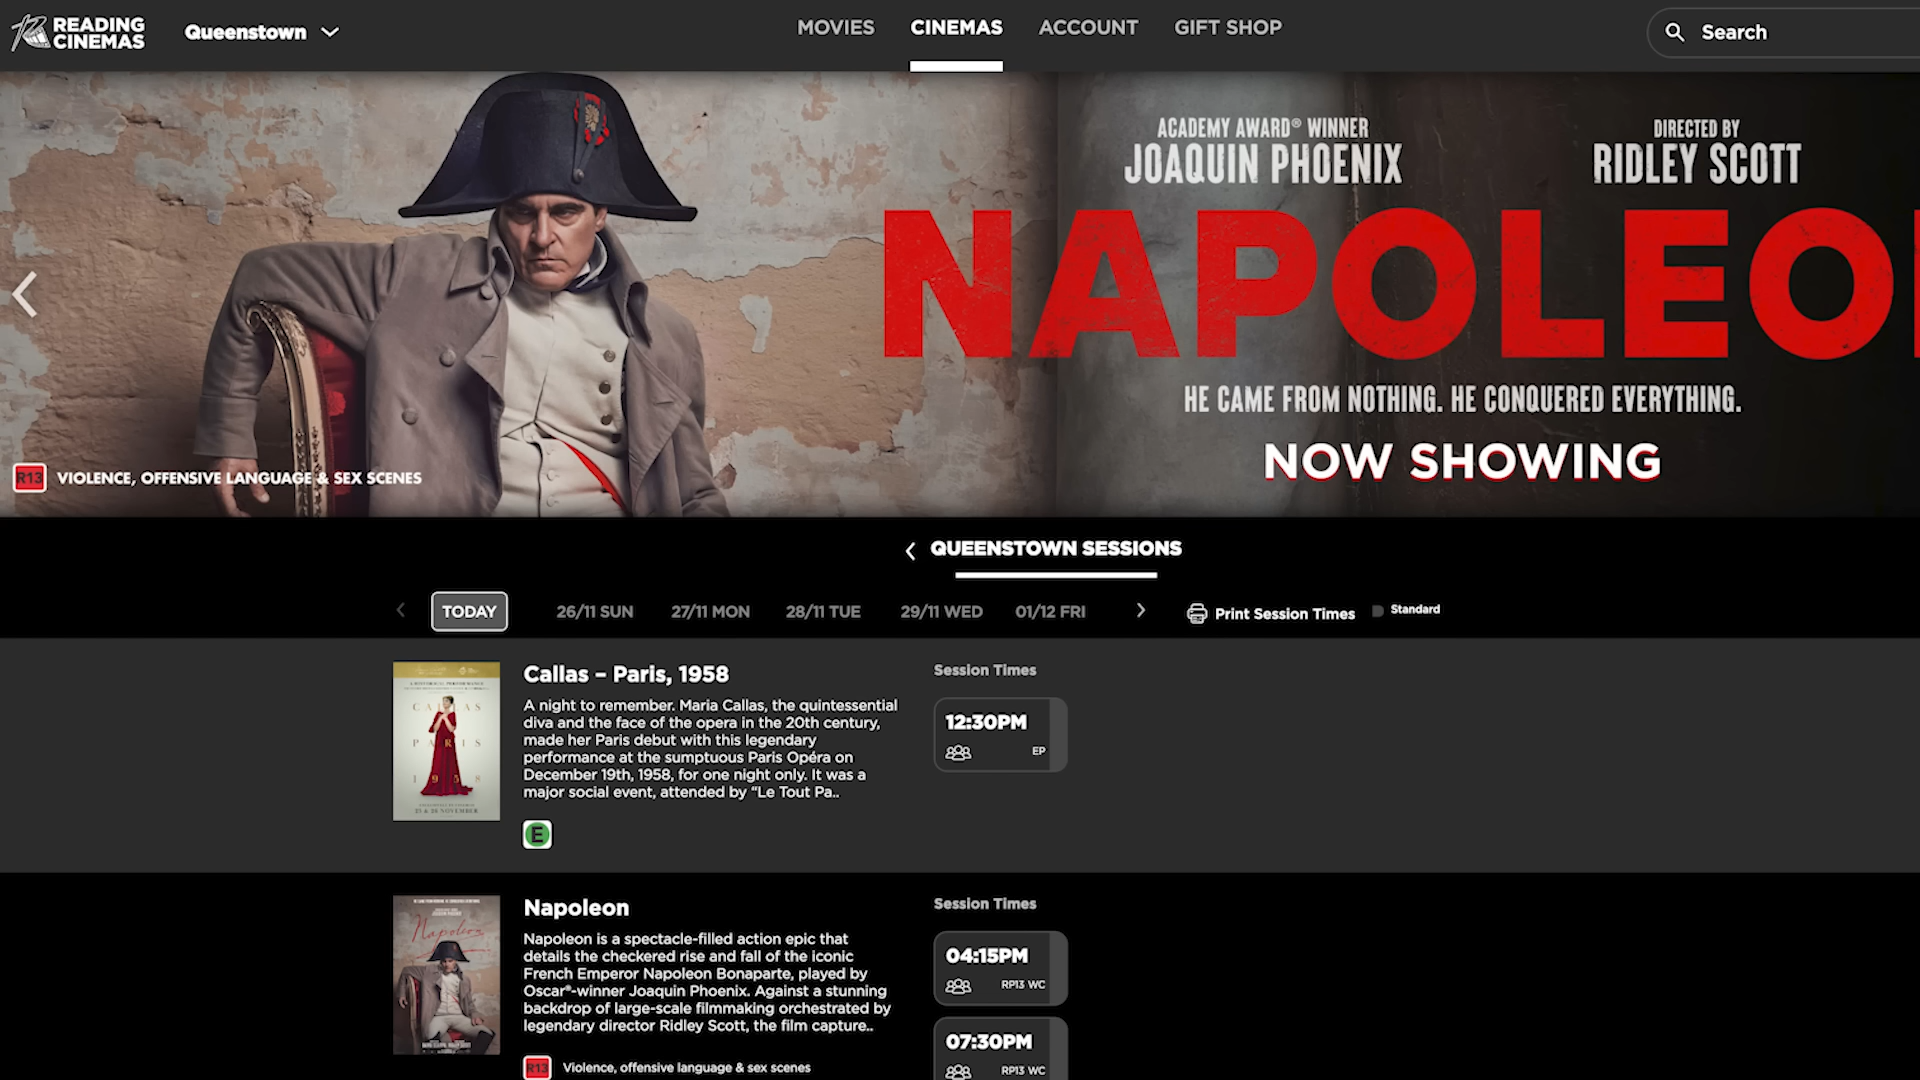 READING
CINEMAS
Queenstown
MOVIES
CINEMAS
ACCOUNT
GIFT SHOP
Search
ACADEMY AWARD® WINNER
JOAQUIN PHOENIX
DIRECTED BY
RIDLEY SCOTT
NAPOLEO
HE CAME FROM NOTHING. HE CONQUERED EVERYTHING.
NOW SHOWING
R13 VIOLENCE, OFFENSIVE LANGUAGE & SEX SCENES
QUEENSTOWN SESSIONS
TODAY
26/11 SUN
27/11 MON
28/11 TUE
29/11 WED
01/12 FRI
Print Session Times
Standard
CALLAS
PARIS
1958
Callas – Paris, 1958
A night to remember. Maria Callas, the quintessential
diva and the face of the opera in the 20th century,
made her Paris debut with this legendary
performance at the sumptuous Paris Opéra on
December 19th, 1958, for one night only. It was a
major social event, attended by “Le Tout Pa..
E
Session Times
12:30PM
EP
Napoleon
Napoleon
Napoleon is a spectacle-filled action epic that
details the checkered rise and fall of the iconic
French Emperor Napoleon Bonaparte, played by
Oscar®-winner Joaquin Phoenix. Against a stunning
backdrop of large-scale filmmaking orchestrated by
legendary director Ridley Scott, the film capture..
R13 Violence, offensive language & sex scenes
Session Times
04:15PM
RP13 WC
07:30PM
RP13 WC